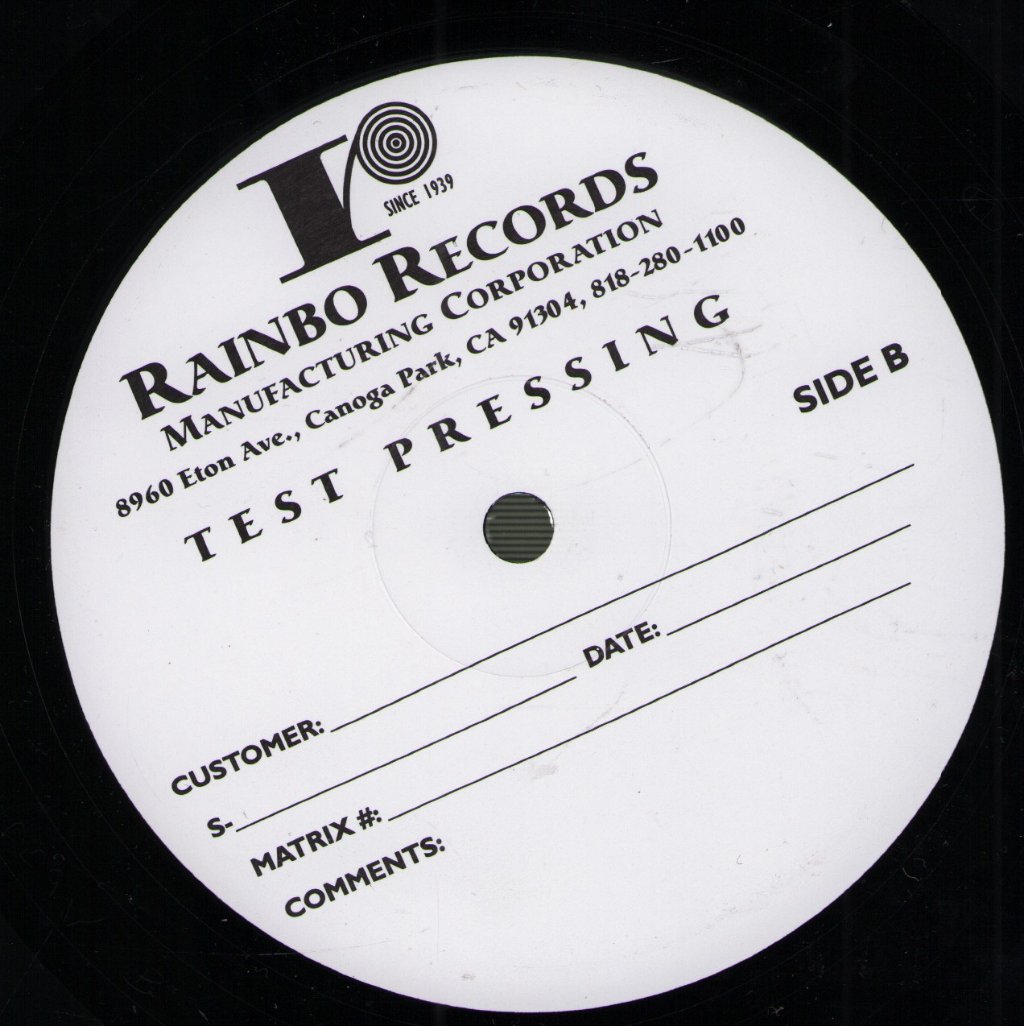 r
SINCE 1939
RAINBO RECORDS
MANUFACTURING CORPORATION
8960 Eton Ave., Canoga Park, CA 91304, 818-280-1100
TEST PRESSING
SIDE B
CUSTOMER:
S- DATE:
MATRIX #:
COMMENTS: